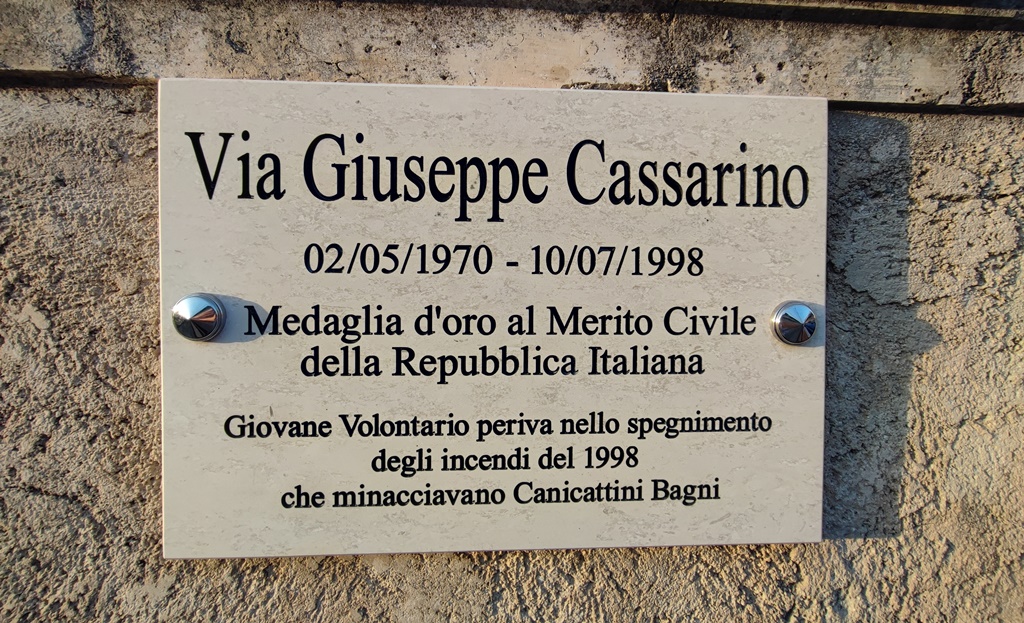 Via Giuseppe Cassarino
02/05/1970 - 10/07/1998
Medaglia d'oro al Merito Civile
della Repubblica Italiana
Giovane Volontario periva nello spegnimento
degli incendi del 1998
che minacciavano Canicattini Bagni